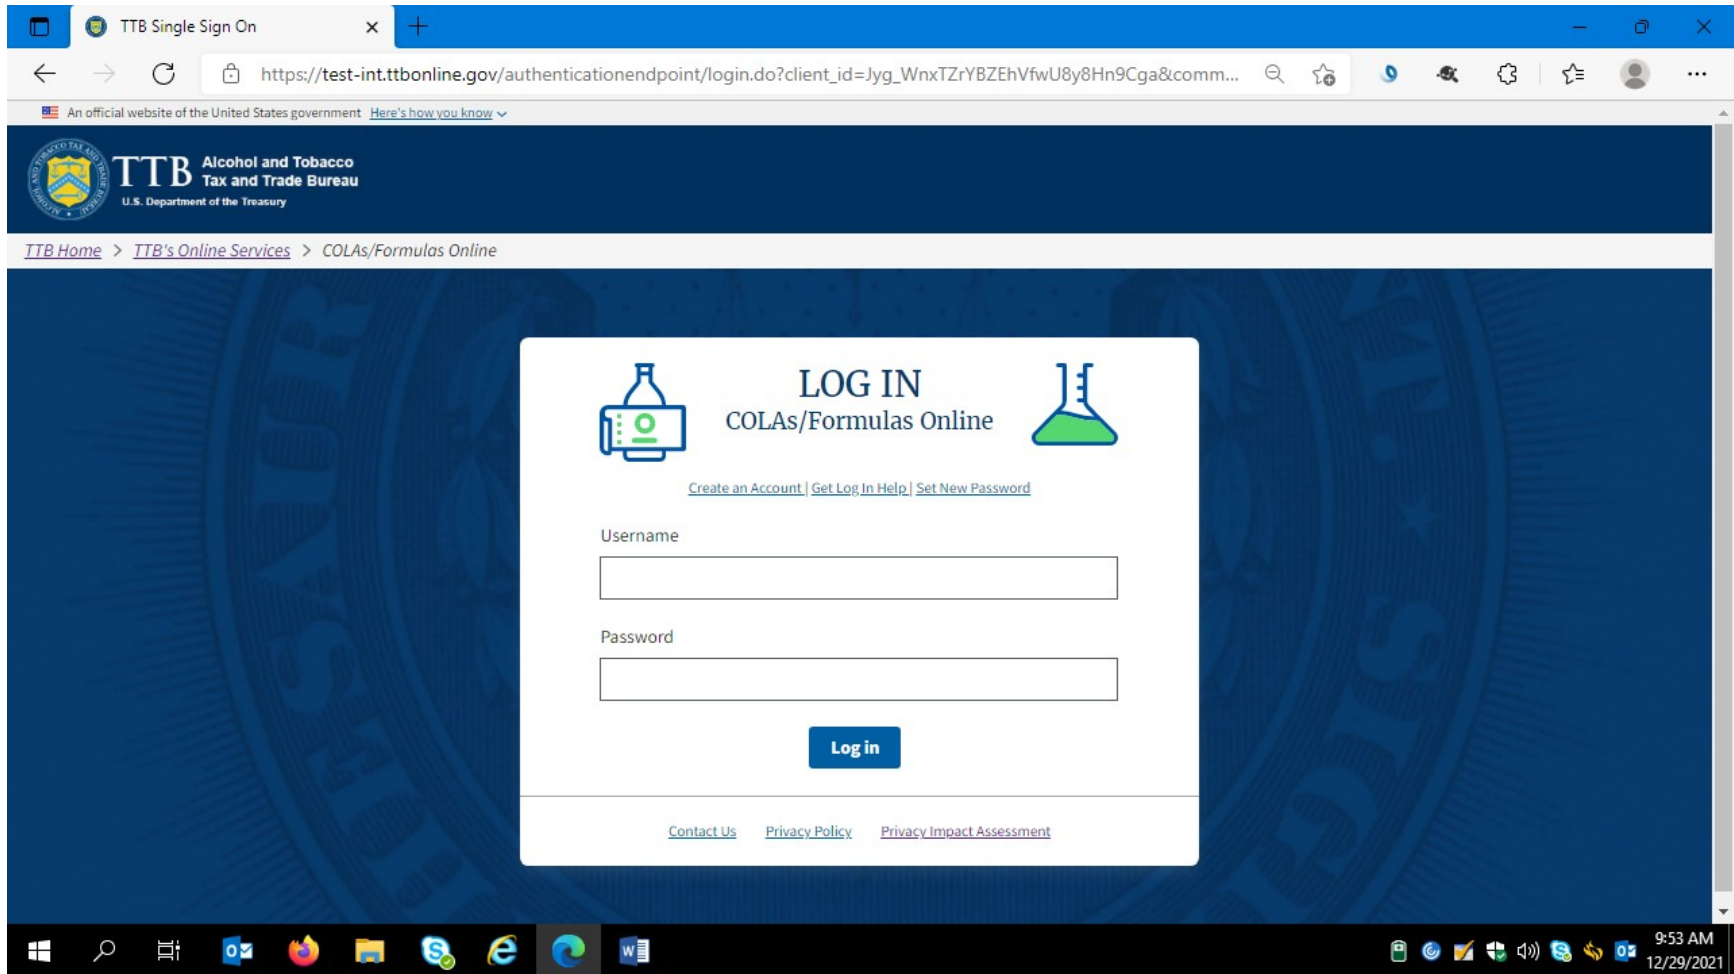 TTB Single Sign On
https://test-int.ttbonline.gov/authenticationendpoint/login.do?client_id=Jyg_WnxTZrYBZEhVfwU8y8Hn9Cga&comm...
An official website of the United States government Here's how you know
TTB Alcohol and Tobacco
Tax and Trade Bureau
U.S. Department of the Treasury
TTB Home > TTB's Online Services > COLAs/Formulas Online
LOG IN
COLAs/Formulas Online
Create an Account | Get Log In Help | Set New Password
Username
Password
Log in
Contact Us Privacy Policy Privacy Impact Assessment
9:53 AM
12/29/2021